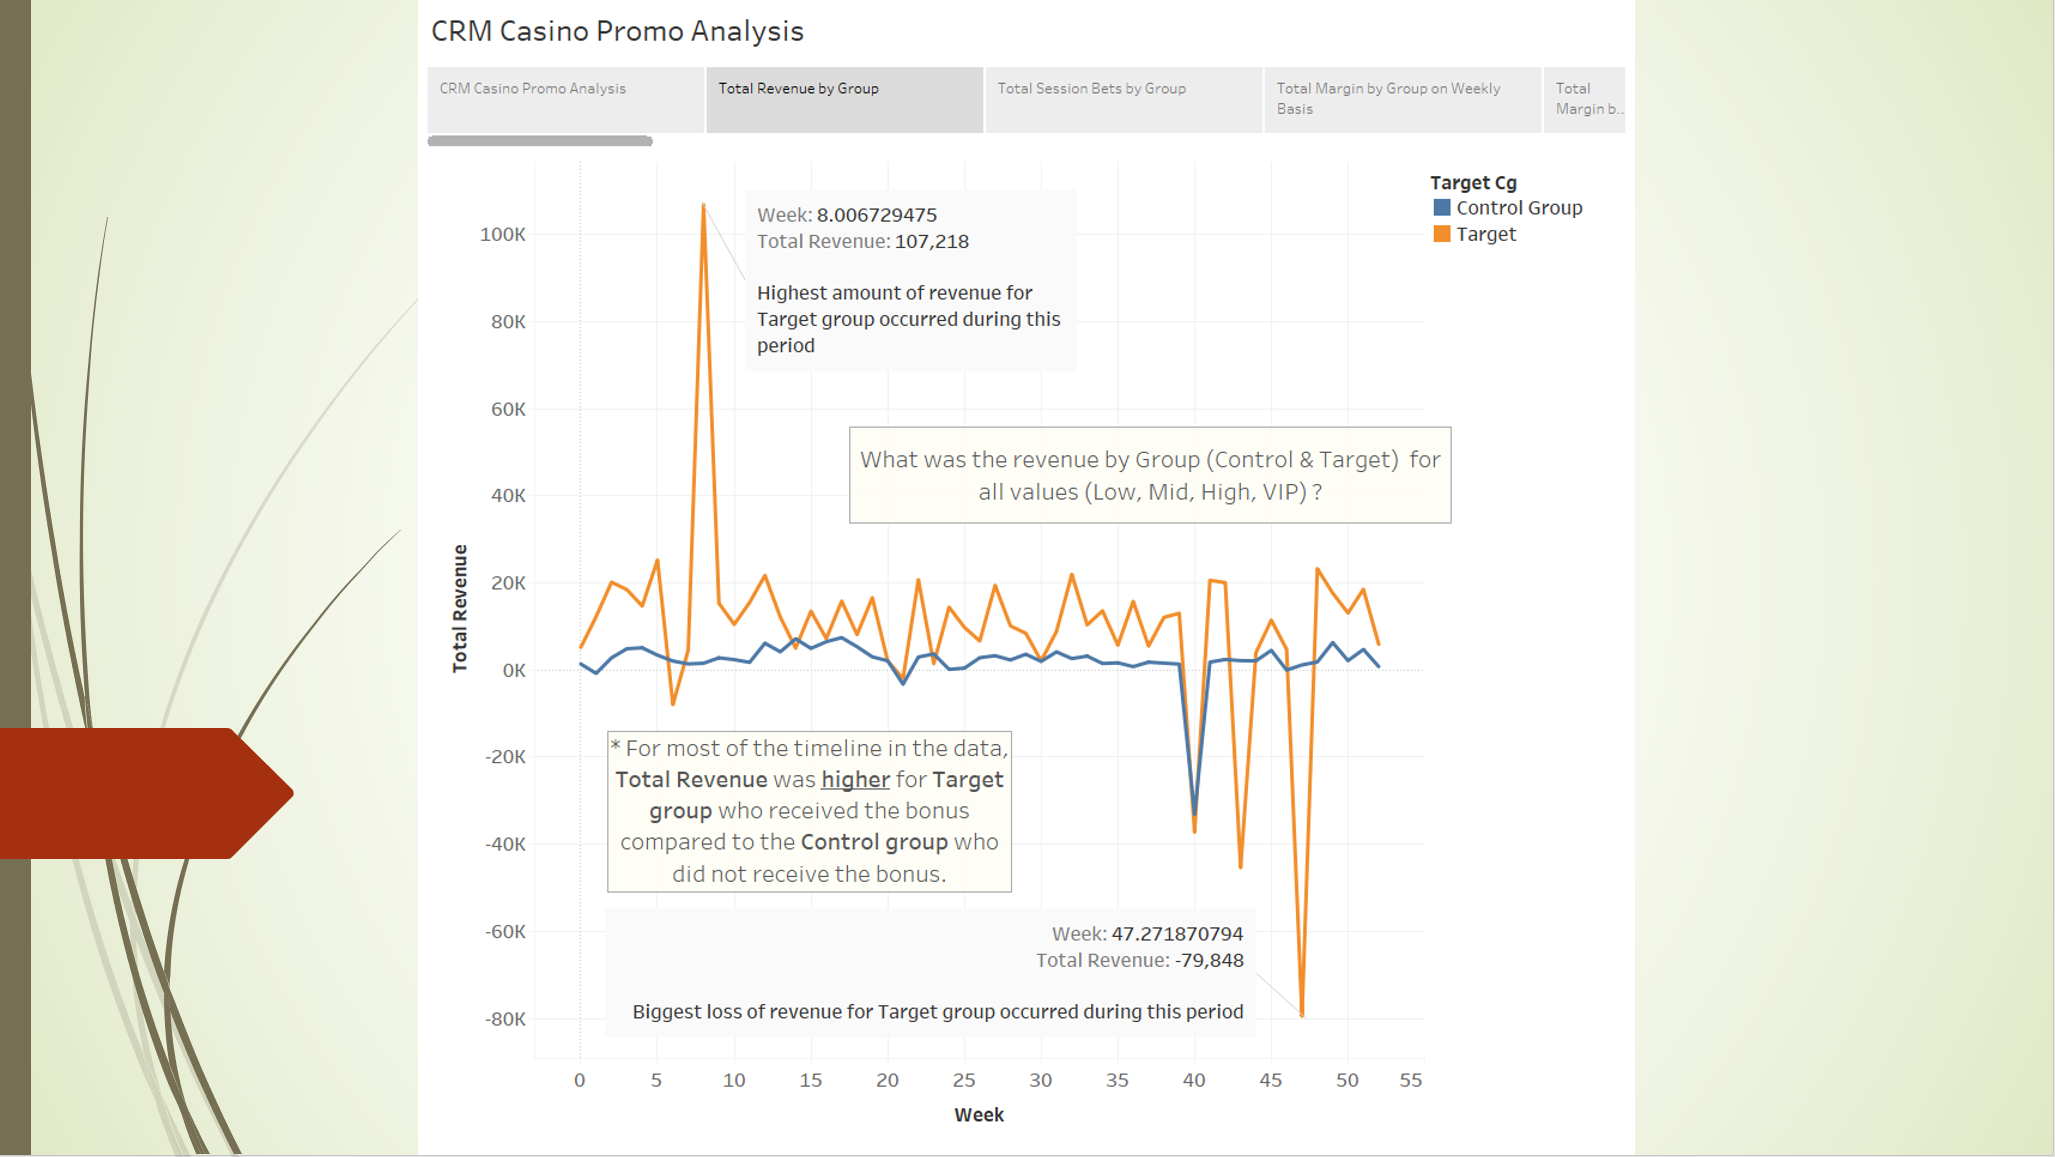 CRM Casino Promo Analysis
CRM Casino Promo Analysis
Total Revenue by Group
Total Session Bets by Group
Total Margin by Group on Weekly
Basis
Total
Margin b..
Target Cg
Control Group
Target
Week: 8.006729475
Total Revenue: 107,218
Highest amount of revenue for
Target group occurred during this
period
What was the revenue by Group (Control & Target)  for
all values (Low, Mid, High, VIP) ?
Total Revenue
100K
80K
60K
40K
20K
0K
-20K
-40K
-60K
-80K
* For most of the timeline in the data,
Total Revenue was higher for Target
group who received the bonus
compared to the Control group who
did not receive the bonus.
Week: 47.271870794
Total Revenue: -79,848
Biggest loss of revenue for Target group occurred during this period
0 5 10 15 20 25 30 35 40 45 50 55
Week